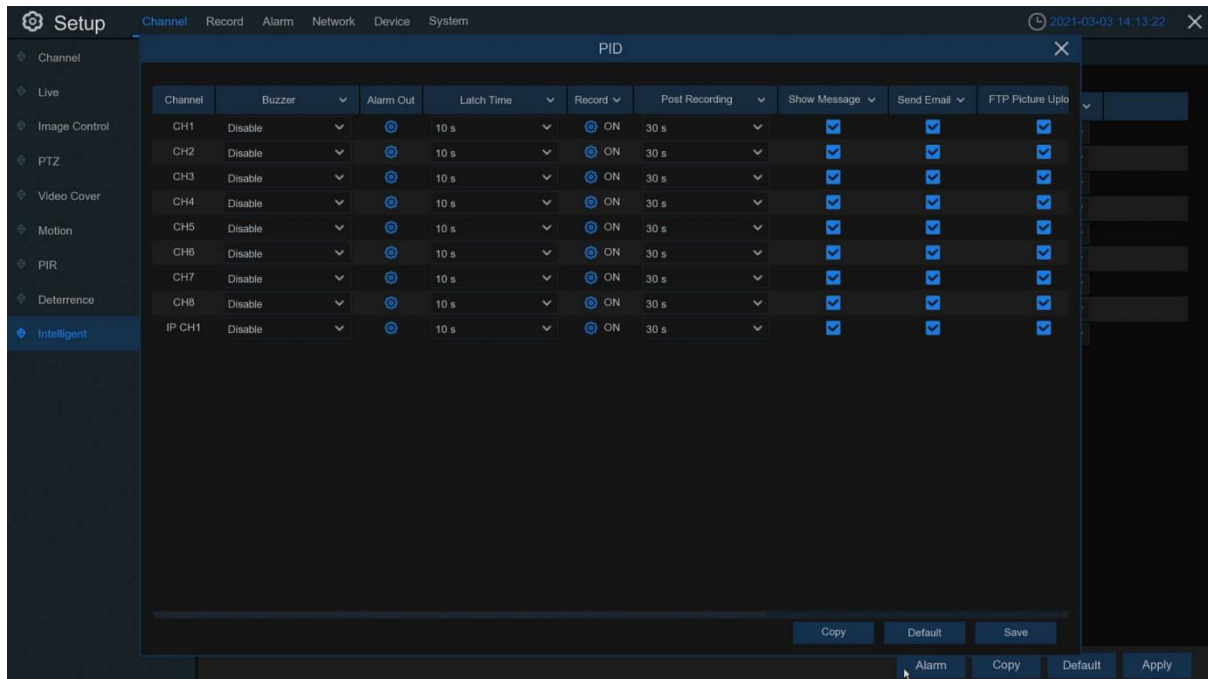 Setup Channel Record Alarm Network Device System 2021-03-03 14:13:22
PID
Channel
Live
Image Control
PTZ
Video Cover
Motion
PIR
Deterrence
Intelligent
Channel Buzzer Alarm Out Latch Time Record Post Recording Show Message Send Email FTP Picture Uplo
CH1 Disable 10 s ON 30 s
CH2 Disable 10 s ON 30 s
CH3 Disable 10 s ON 30 s
CH4 Disable 10 s ON 30 s
CH5 Disable 10 s ON 30 s
CH6 Disable 10 s ON 30 s
CH7 Disable 10 s ON 30 s
CH8 Disable 10 s ON 30 s
IP CH1 Disable 10 s ON 30 s
Copy Default Save
Alarm Copy Default Apply